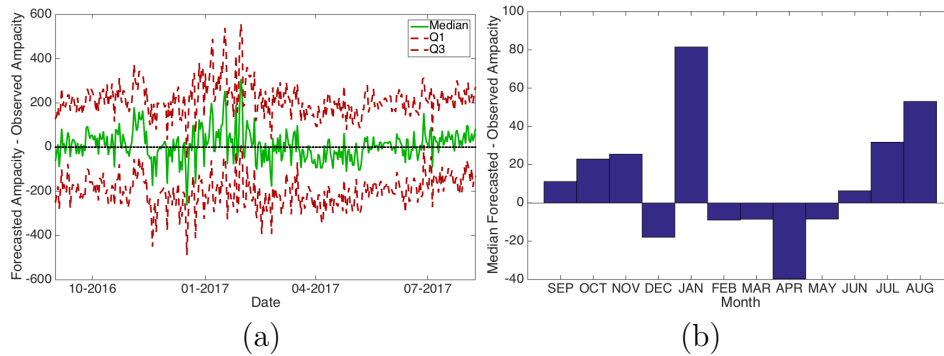 600
400
200
0
-200
-400
-600
Forecasted Ampacity - Observed Ampacity
Median
Q1
Q3
10-2016 01-2017 04-2017 07-2017
Date
(a)
100
80
60
40
20
0
-20
-40
Median Forecasted - Observed Ampacity
SEP OCT NOV DEC JAN FEB MAR APR MAY JUN JUL AUG
Month
(b)